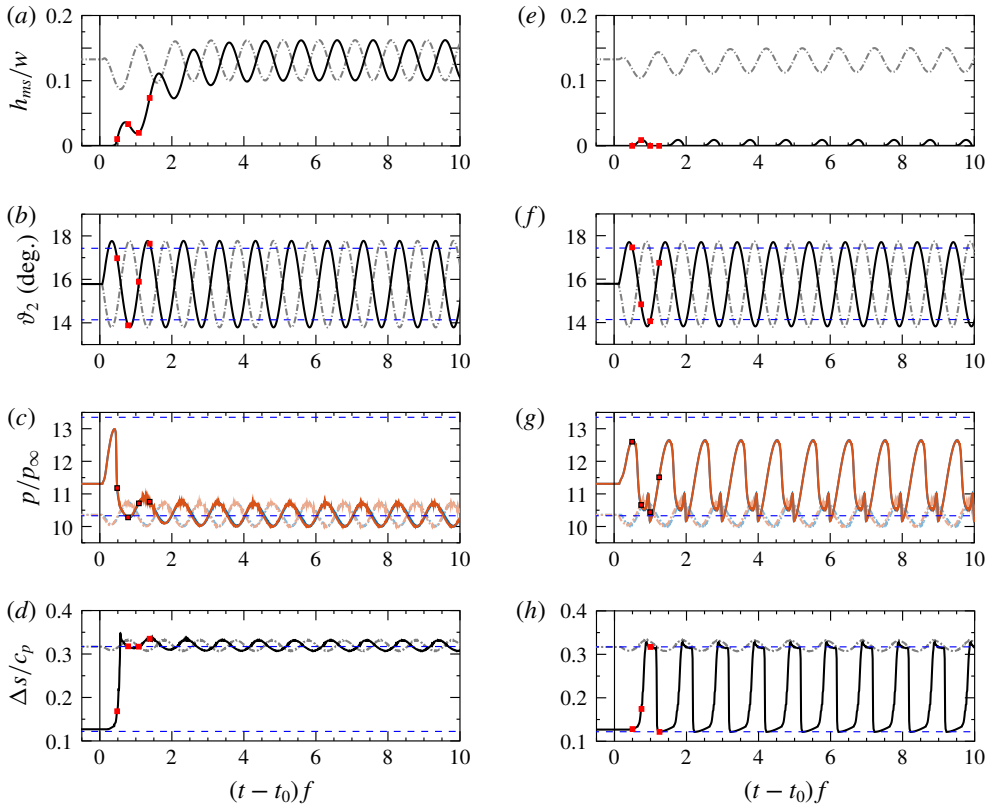 (a) (e)
0.2 0.2
0.1 0.1
0 0
h_ms/w
0 2 4 6 8 10 0 2 4 6 8 10
(b) (f)
18 18
16 16
14 14
ϑ_2 (deg.)
0 2 4 6 8 10 0 2 4 6 8 10
(c) (g)
13 13
12 12
11 11
10 10
p/p_∞
0 2 4 6 8 10 0 2 4 6 8 10
(d) (h)
0.4 0.4
0.3 0.3
0.2 0.2
0.1 0.1
Δs/c_p
0 2 4 6 8 10 0 2 4 6 8 10
(t − t_0)f (t − t_0)f